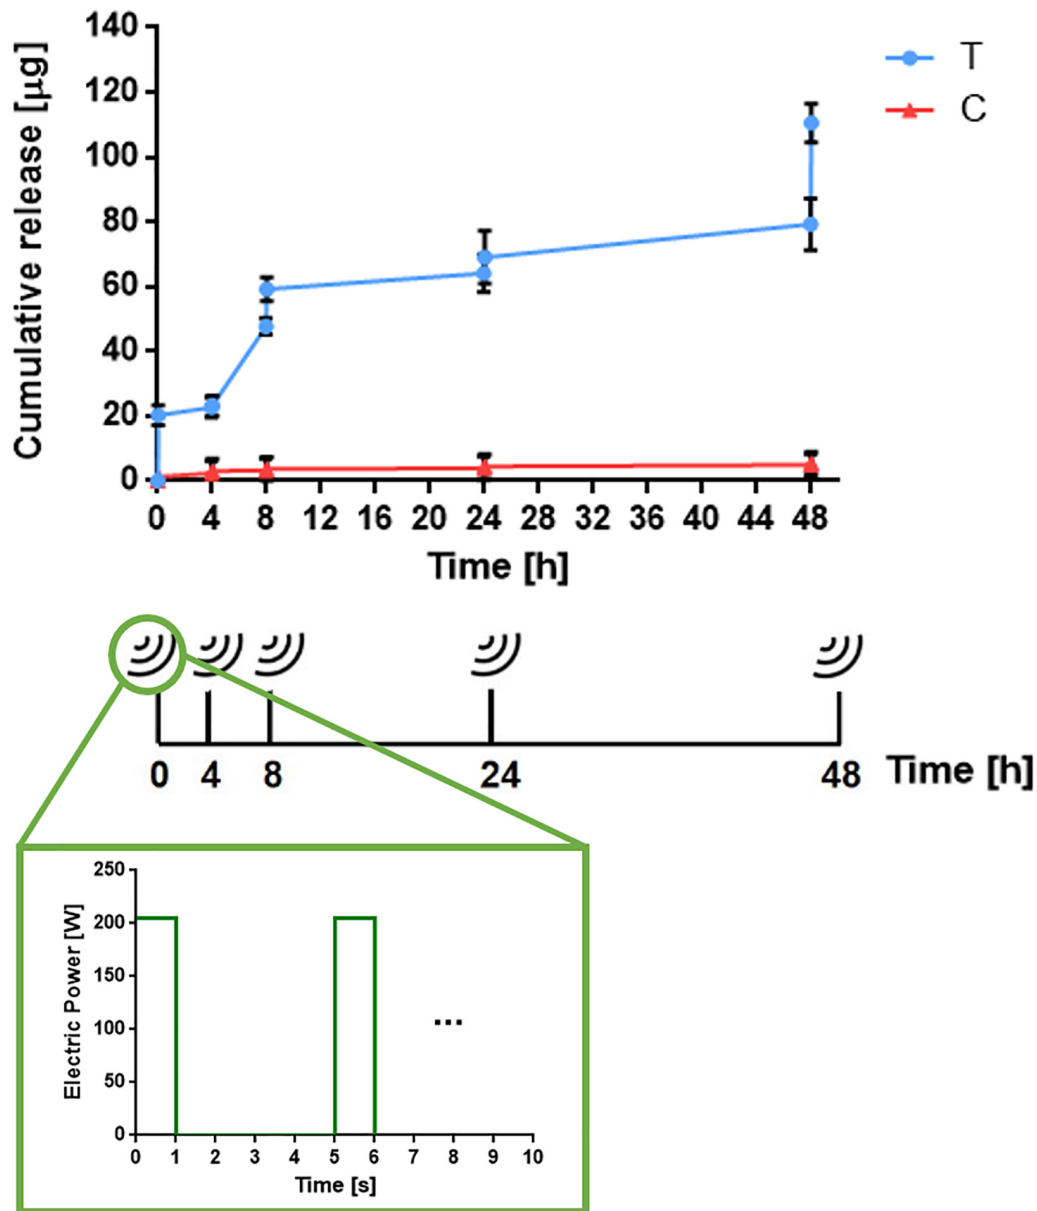 Cumulative release [µg]
140
120
100
80
60
40
20
0
T
C
0 4 8 12 16 20 24 28 32 36 40 44 48
Time [h]
0 4 8 24 48 Time [h]
Electric Power [W]
250
200
150
100
50
0
...
0 1 2 3 4 5 6 7 8 9 10
Time [s]